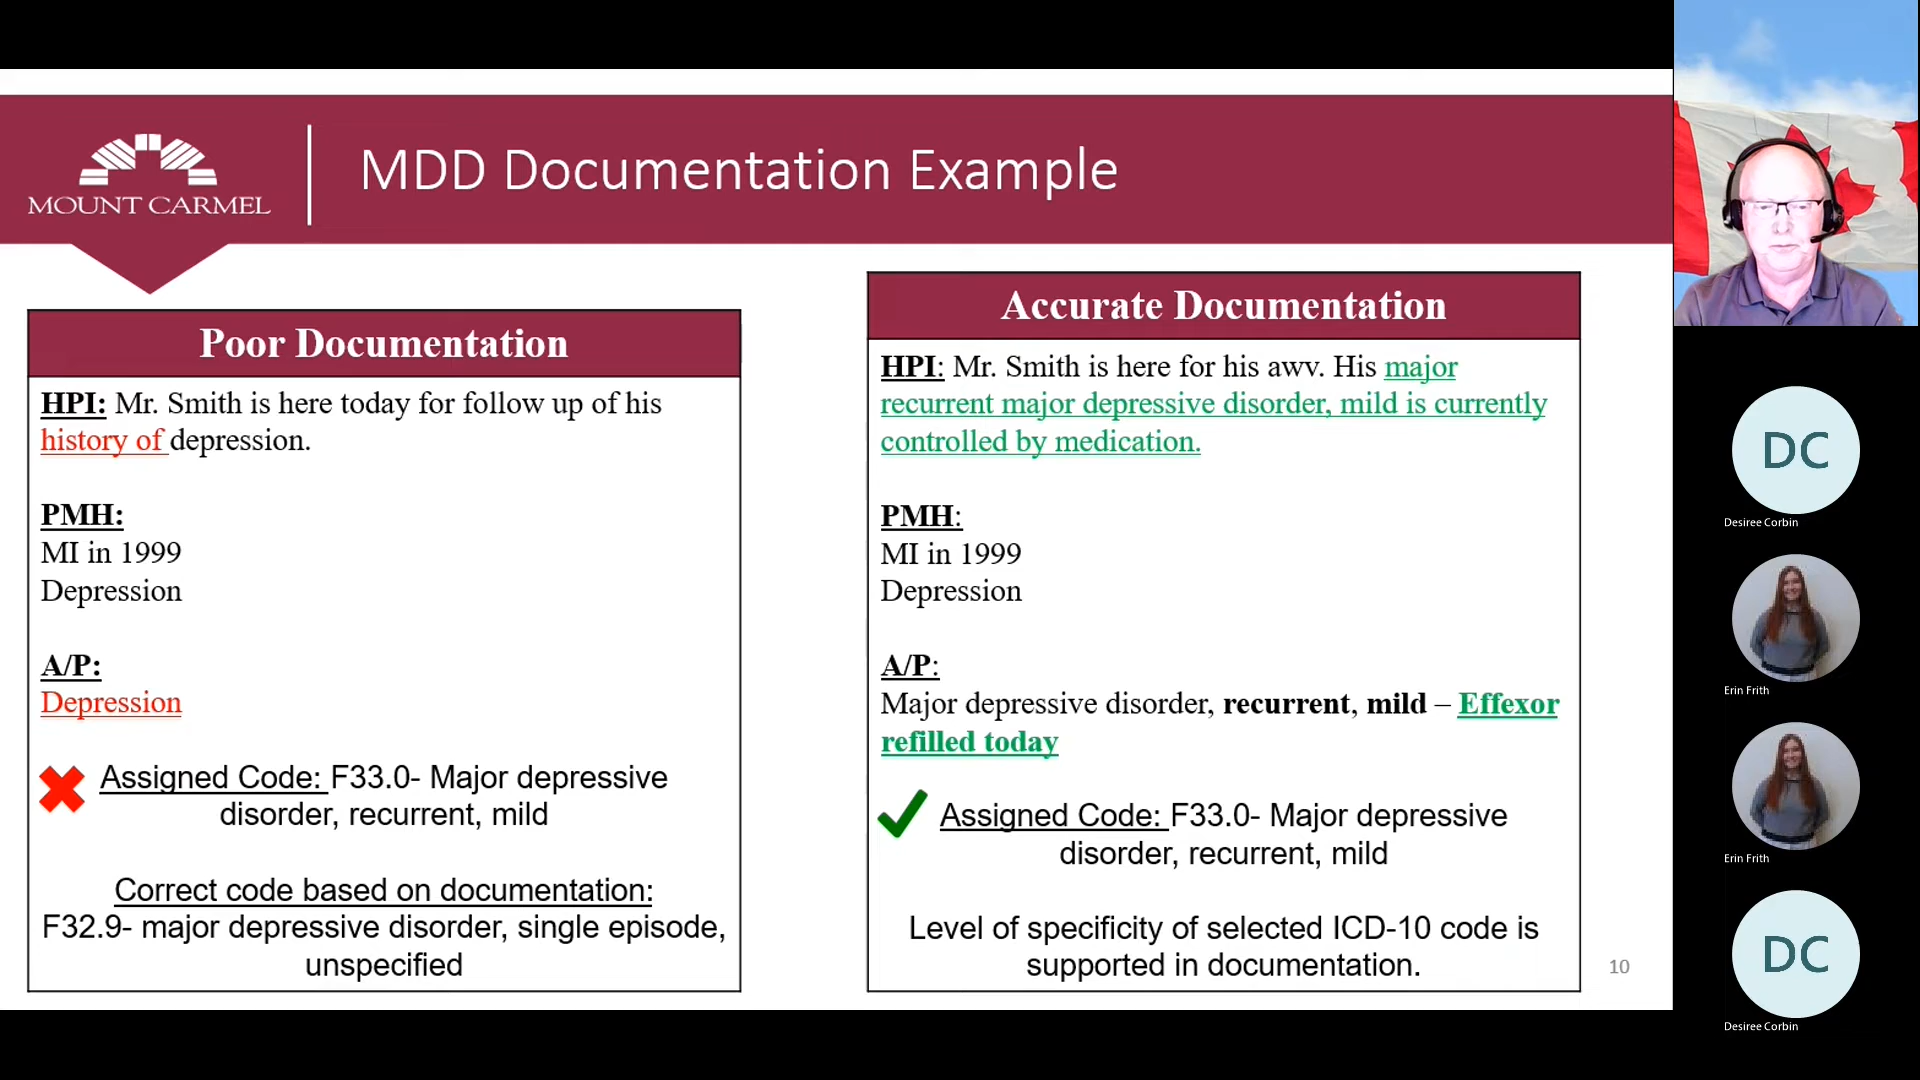 MOUNT CARMEL
MDD Documentation Example
Poor Documentation
HPI: Mr. Smith is here today for follow up of his
history of depression.
PMH:
MI in 1999
Depression
A/P:
Depression
Assigned Code: F33.0- Major depressive
disorder, recurrent, mild
Correct code based on documentation:
F32.9- major depressive disorder, single episode,
unspecified
Accurate Documentation
HPI: Mr. Smith is here for his awv. His major
recurrent major depressive disorder, mild is currently
controlled by medication.
PMH:
MI in 1999
Depression
A/P:
Major depressive disorder, recurrent, mild – Effexor
refilled today
Assigned Code: F33.0- Major depressive
disorder, recurrent, mild
Level of specificity of selected ICD-10 code is
supported in documentation.
10
DC
Desiree Corbin
Erin Frith
Erin Frith
DC
Desiree Corbin